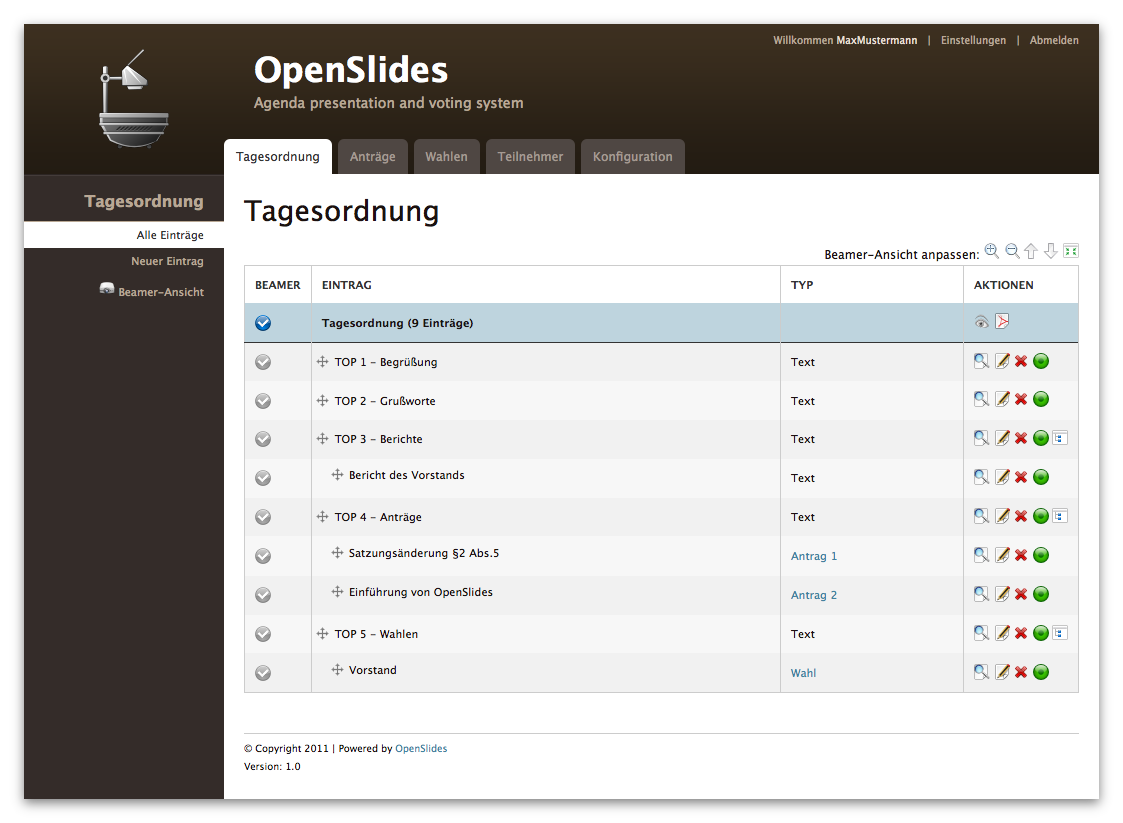 Willkommen MaxMustermann | Einstellungen | Abmelden
OpenSlides
Agenda presentation and voting system
Tagesordnung Anträge Wahlen Teilnehmer Konfiguration
Tagesordnung
Alle Einträge
Neuer Eintrag
Beamer-Ansicht
Tagesordnung
Beamer-Ansicht anpassen:
BEAMER EINTRAG TYP AKTIONEN
Tagesordnung (9 Einträge)
TOP 1 - Begrüßung Text
TOP 2 - Grußworte Text
TOP 3 - Berichte Text
Bericht des Vorstands Text
TOP 4 - Anträge Text
Satzungsänderung §2 Abs.5 Antrag 1
Einführung von OpenSlides Antrag 2
TOP 5 - Wahlen Text
Vorstand Wahl
© Copyright 2011 | Powered by OpenSlides
Version: 1.0